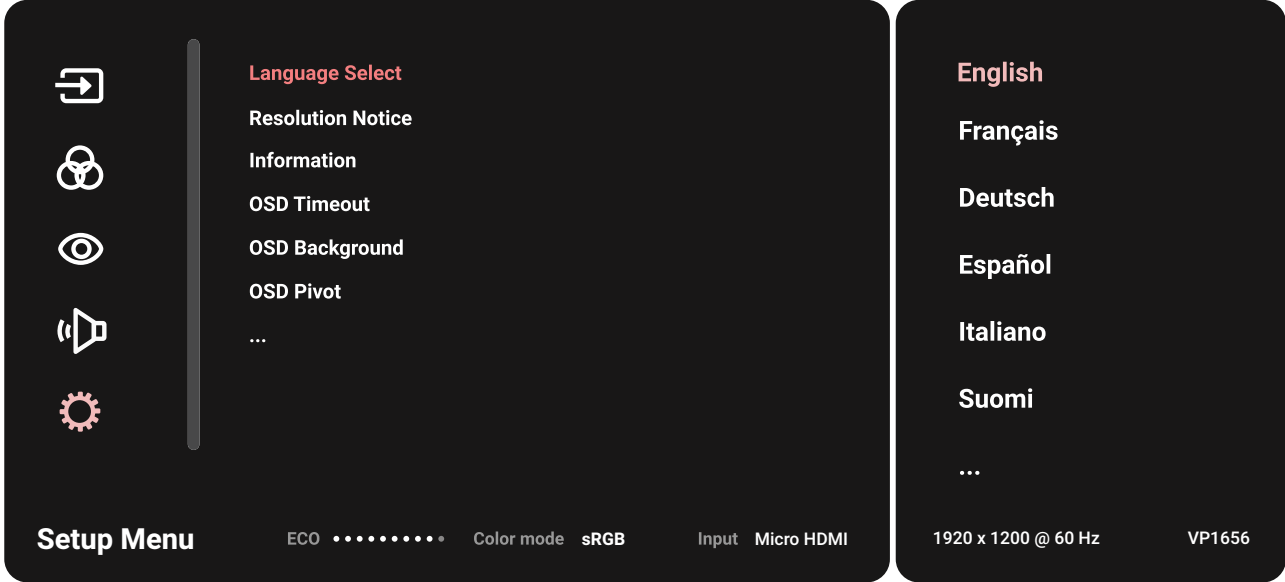 Language Select
Resolution Notice
Information
OSD Timeout
OSD Background
OSD Pivot
...
English
Français
Deutsch
Español
Italiano
Suomi
...
Setup Menu ECO Color mode sRGB Input Micro HDMI
1920 x 1200 @ 60 Hz VP1656